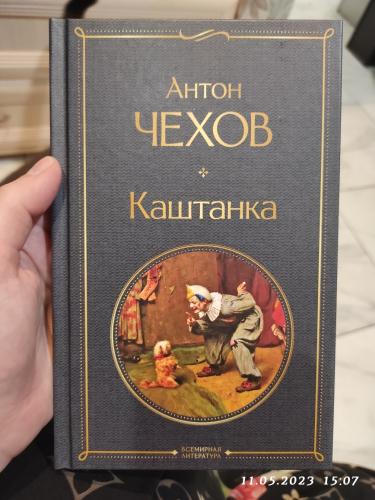 Антон
ЧЕХОВ
Каштанка
ВСЕМИРНАЯ
ЛИТЕРАТУРА
11.05.2023 15:07